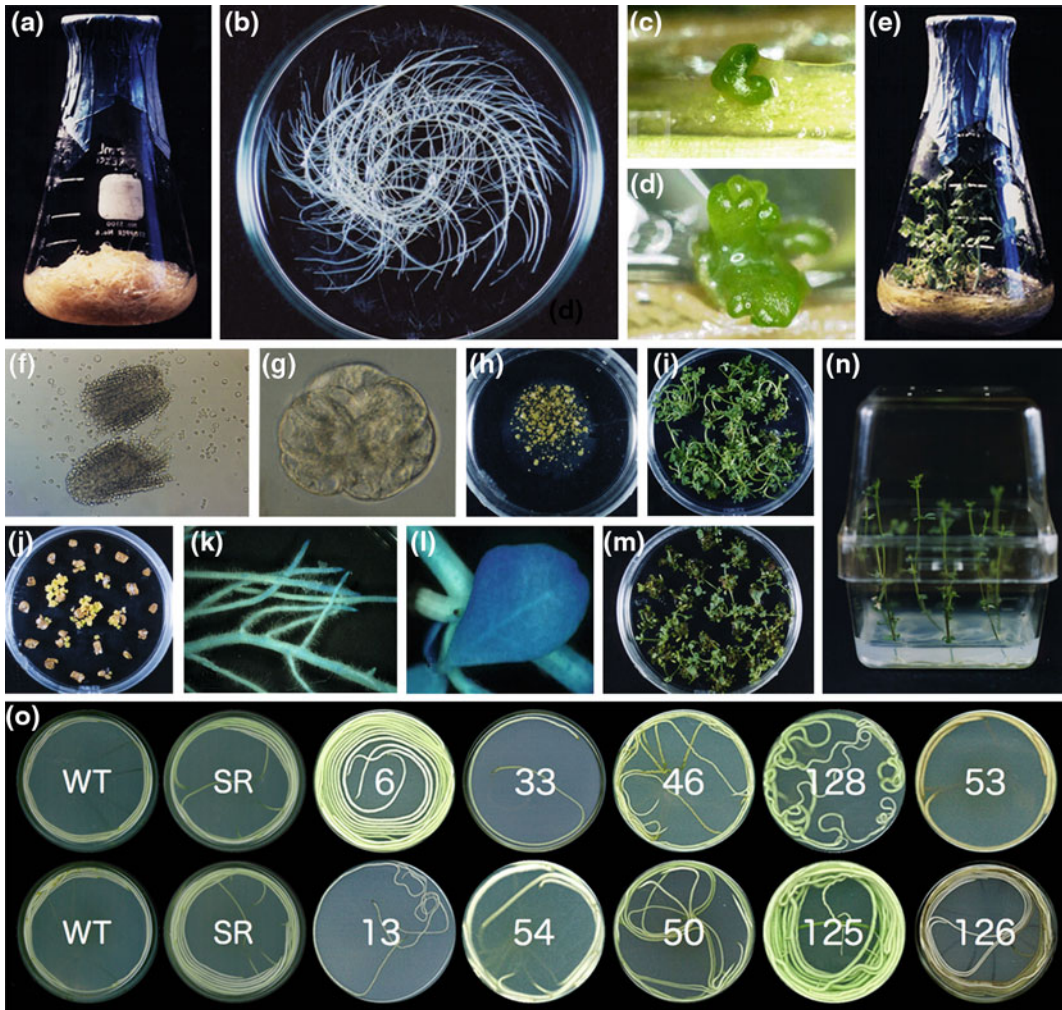 (a)
(b)
(c)
(d)
(e)
(d)
(f)
(g)
(h)
(i)
(n)
(j)
(k)
(l)
(m)
(o)
WT
SR
6
33
46
128
53
WT
SR
13
54
50
125
126